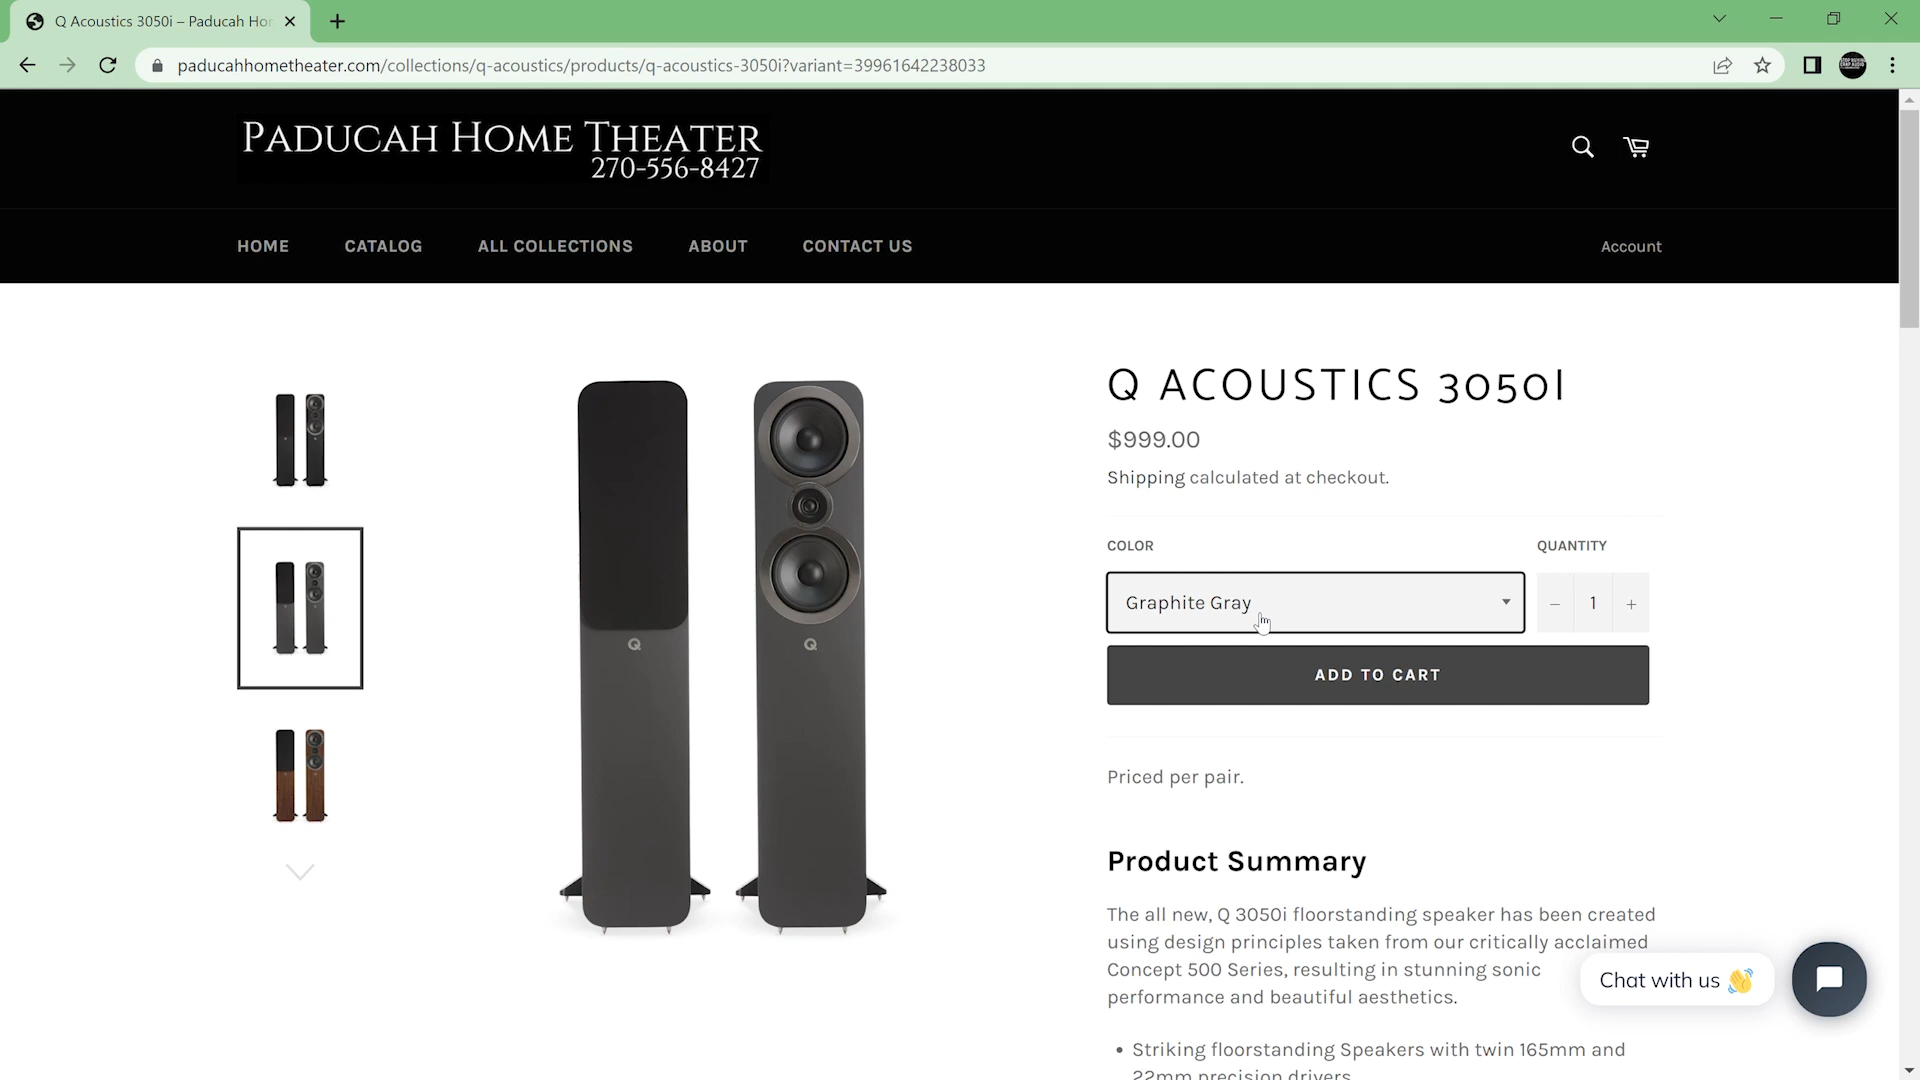 Q Acoustics 3050i – Paducah Hor
paducahhometheater.com/collections/q-acoustics/products/q-acoustics-3050i?variant=39961642238033
PADUCAH HOME THEATER
270-556-8427
HOME CATALOG ALL COLLECTIONS ABOUT CONTACT US Account
Q ACOUSTICS 3050I
$999.00
Shipping calculated at checkout.
COLOR QUANTITY
Graphite Gray − 1 +
ADD TO CART
Priced per pair.
Product Summary
The all new, Q 3050i floorstanding speaker has been created
using design principles taken from our critically acclaimed
Concept 500 Series, resulting in stunning sonic
performance and beautiful aesthetics.
Chat with us 👋
• Striking floorstanding Speakers with twin 165mm and
22mm precision drivers